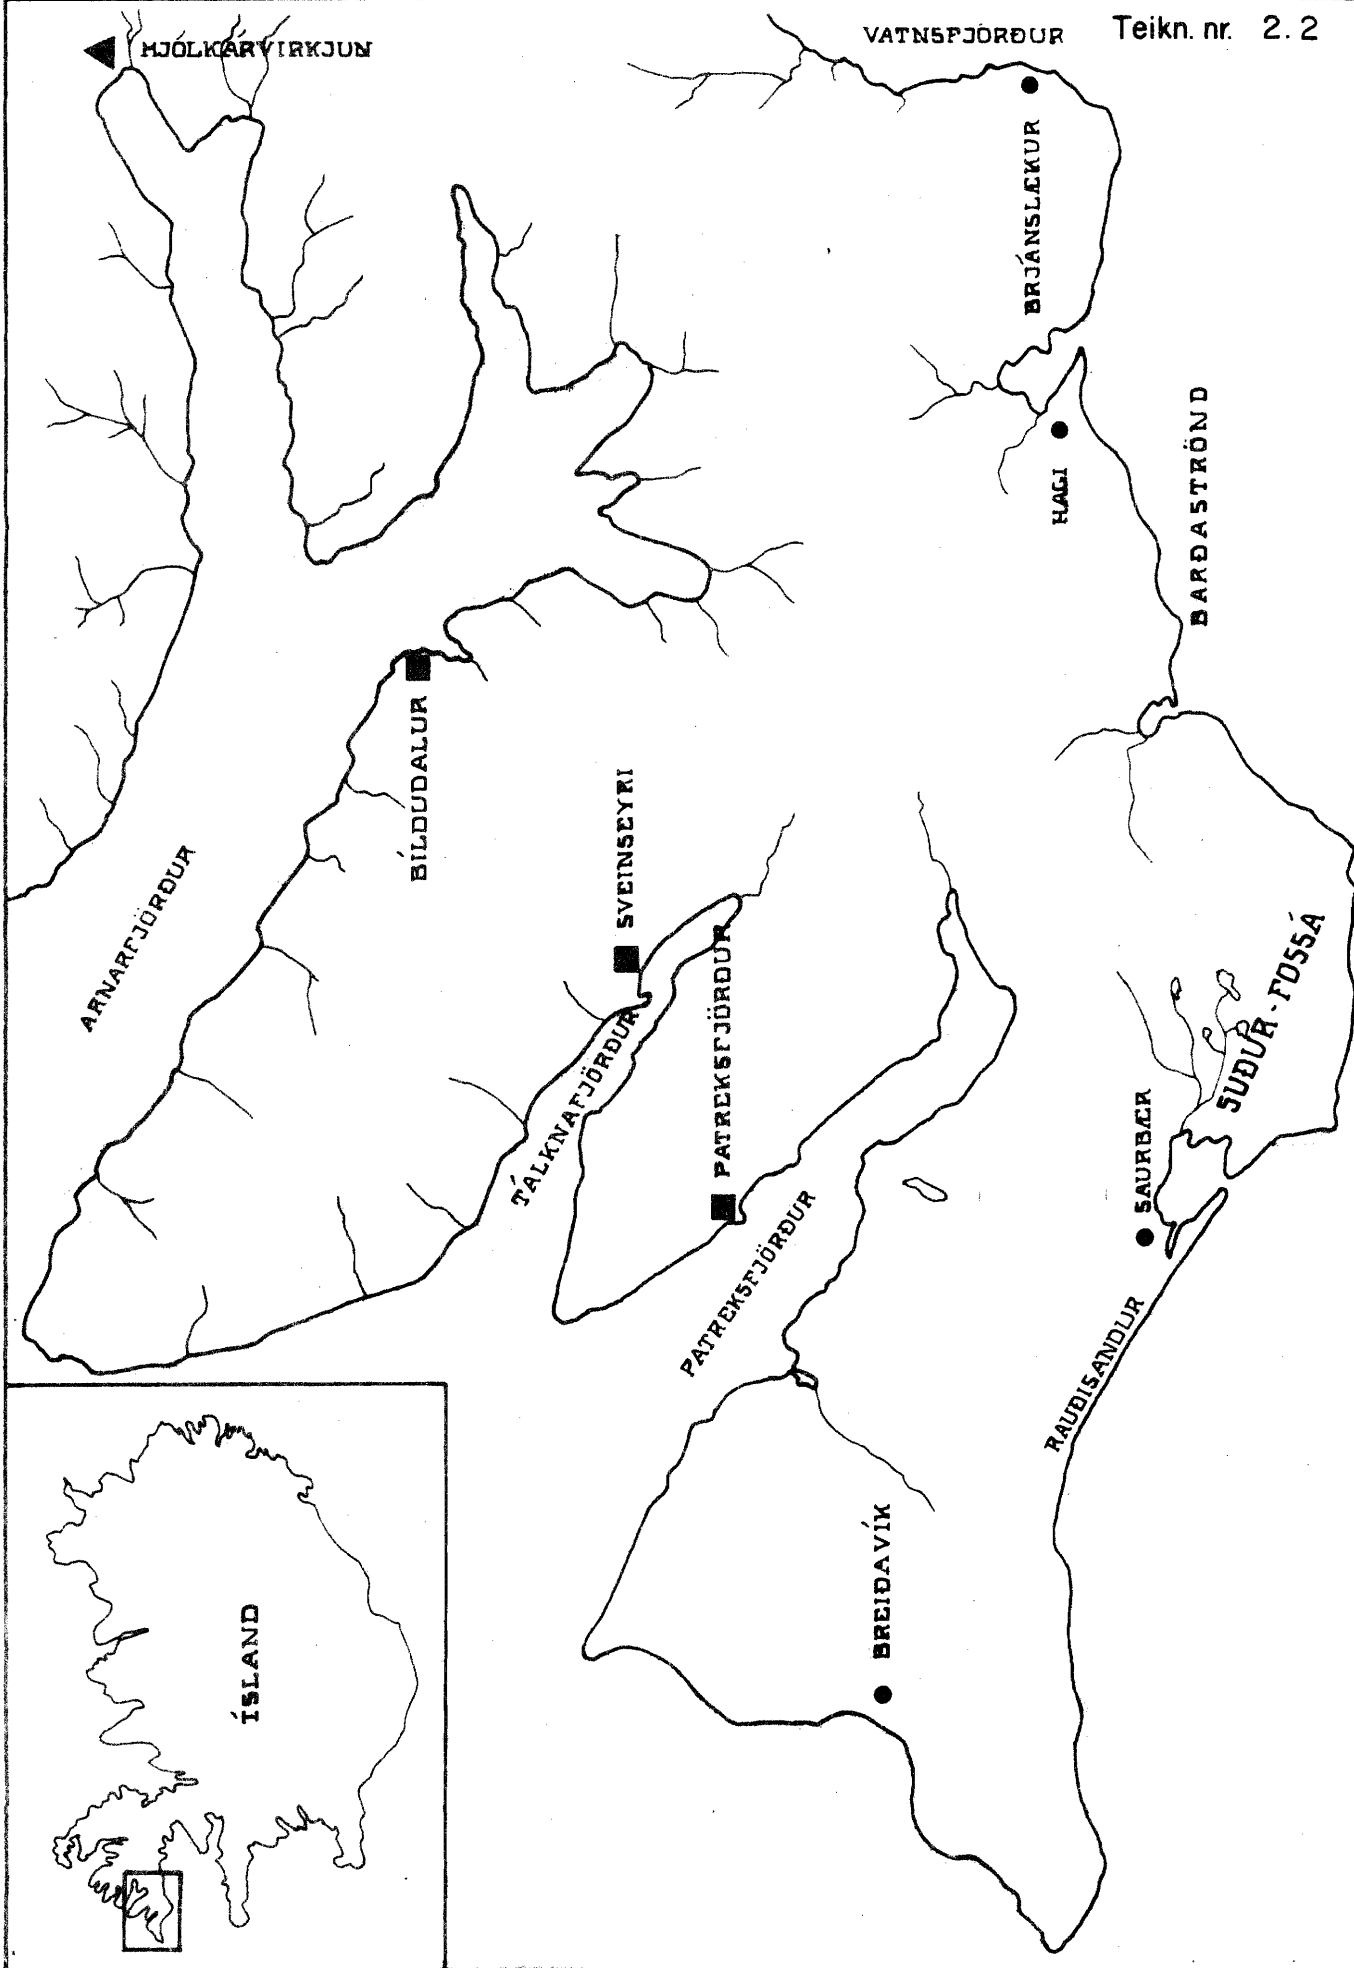 Teikn. nr. 2.2
MJÓLKÁRVIRKJUN
VATNSFJÖRÐUR
BRJÁNSLÆKUR
HAGI
BARÐASTRÖND
BÍLDUDALUR
SVEINSEYRI
ARNARFJÖRÐUR
TÁLKNAFJÖRÐUR
PATREKSFJÖRÐUR
PATREKSFJÖRÐUR
SUÐUR-FOSSÁ
SAURBÆR
RAUÐISANDUR
BREIÐAVÍK
ÍSLAND